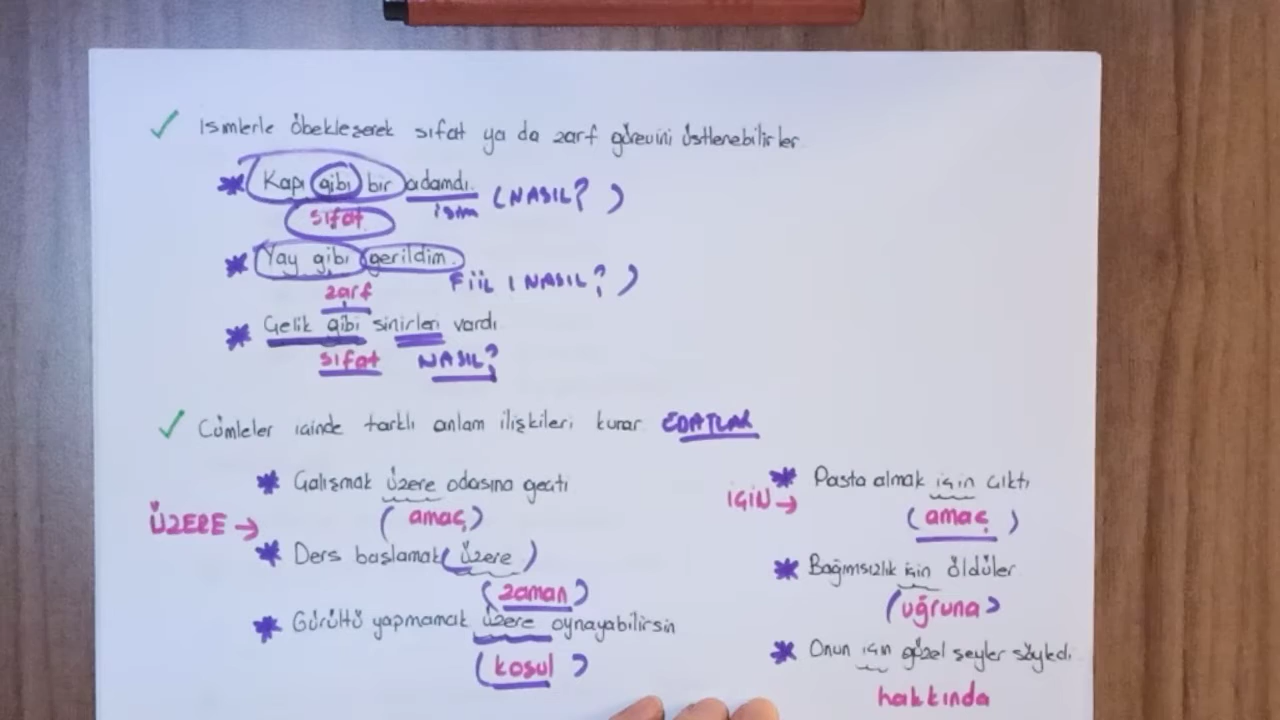 ✓ İsimlerle öbekleşerek sıfat ya da zarf görevini üstlenebilirler
* Kapı gibi bir adamdı. (NASIL?)
sıfat isim
* Yay gibi gerildim.
zarf FİİL (NASIL?)
* Çelik gibi sinirleri vardı
sıfat NASIL?
✓ Cümleler içinde farklı anlam ilişkileri kurar EDATLAR
ÜZERE →
* Çalışmak üzere odasına geçti
(amaç)
* Ders başlamak (üzere)
(zaman)
* Gürültü yapmamak üzere oynayabilirsin
(koşul)
İÇİN →
* Pasta almak için çıktı
(amaç)
* Bağımsızlık için öldüler
(uğruna)
* Onun için güzel şeyler söyledi
hakkında